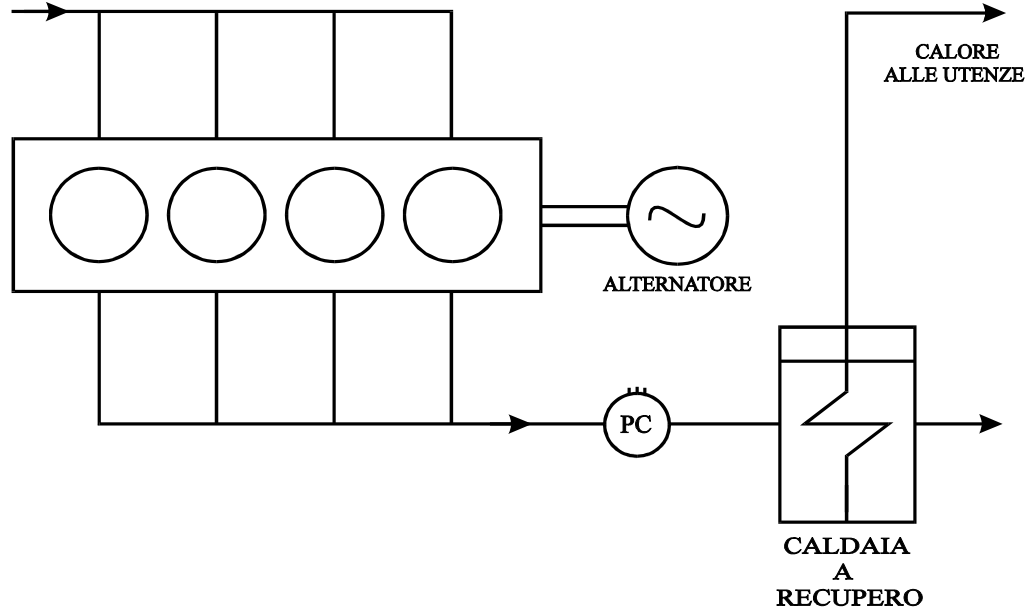 CALORE
ALLE UTENZE
ALTERNATORE
PC
CALDAIA
A
RECUPERO